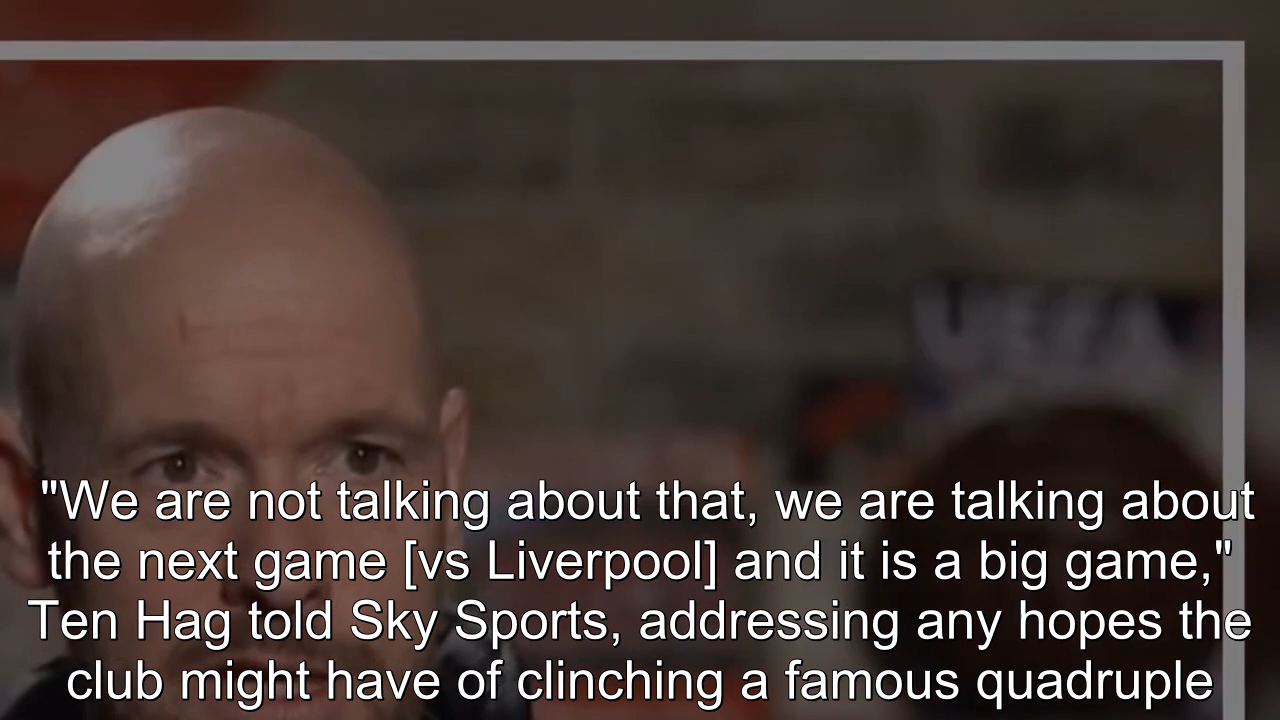 UEFA
"We are not talking about that, we are talking about
the next game [vs Liverpool] and it is a big game,"
Ten Hag told Sky Sports, addressing any hopes the
club might have of clinching a famous quadruple